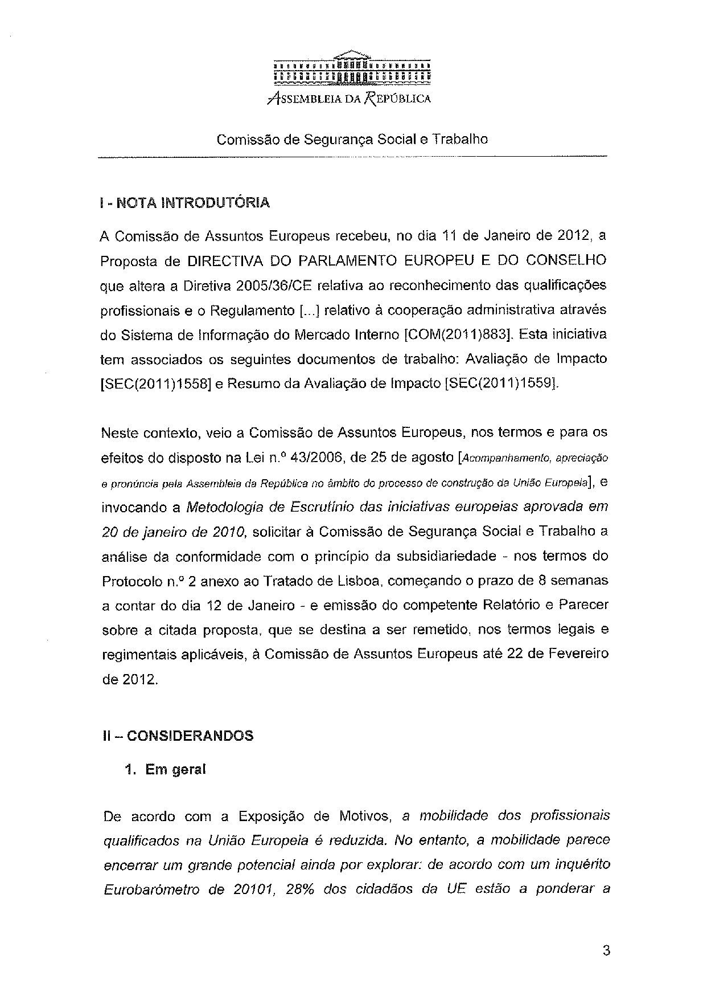 ASSEMBLEIA DA REPÚBLICA
Comissão de Segurança Social e Trabalho
I - NOTA INTRODUTÓRIA
A Comissão de Assuntos Europeus recebeu, no dia 11 de Janeiro de 2012, a
Proposta de DIRECTIVA DO PARLAMENTO EUROPEU E DO CONSELHO
que altera a Diretiva 2005/36/CE relativa ao reconhecimento das qualificações
profissionais e o Regulamento [...] relativo à cooperação administrativa através
do Sistema de Informação do Mercado Interno [COM(2011)883]. Esta iniciativa
tem associados os seguintes documentos de trabalho: Avaliação de Impacto
[SEC(2011)1558] e Resumo da Avaliação de Impacto [SEC(2011)1559].
Neste contexto, veio a Comissão de Assuntos Europeus, nos termos e para os
efeitos do disposto na Lei n.º 43/2006, de 25 de agosto [Acompanhamento, apreciação
e pronúncia pela Assembleia da República no âmbito do processo de construção da União Europeia], e
invocando a Metodologia de Escrutínio das iniciativas europeias aprovada em
20 de janeiro de 2010, solicitar à Comissão de Segurança Social e Trabalho a
análise da conformidade com o princípio da subsidiariedade - nos termos do
Protocolo n.º 2 anexo ao Tratado de Lisboa, começando o prazo de 8 semanas
a contar do dia 12 de Janeiro - e emissão do competente Relatório e Parecer
sobre a citada proposta, que se destina a ser remetido, nos termos legais e
regimentais aplicáveis, à Comissão de Assuntos Europeus até 22 de Fevereiro
de 2012.
II – CONSIDERANDOS
1. Em geral
De acordo com a Exposição de Motivos, a mobilidade dos profissionais
qualificados na União Europeia é reduzida. No entanto, a mobilidade parece
encerrar um grande potencial ainda por explorar: de acordo com um inquérito
Eurobarómetro de 20101, 28% dos cidadãos da UE estão a ponderar a
3